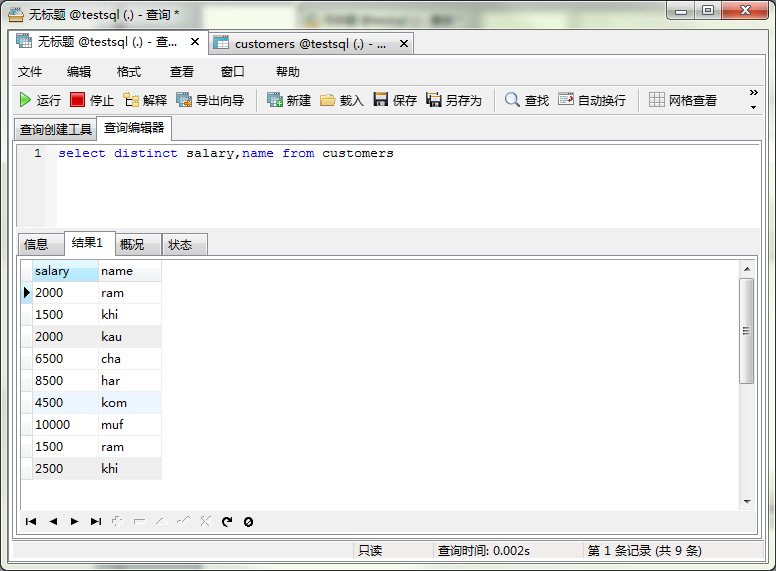 无标题 @testsql (.) - 查询 *
无标题 @testsql (.) - 查...
customers @testsql (.) - ...
文件 编辑 格式 查看 窗口 帮助
运行 停止 解释 导出向导 新建 载入 保存 另存为 查找 自动换行 网格查看
查询创建工具 查询编辑器
1 select distinct salary,name from customers
信息 结果1 概况 状态
salary name
2000 ram
1500 khi
2000 kau
6500 cha
8500 har
4500 kom
10000 muf
1500 ram
2500 khi
只读 查询时间: 0.002s 第 1 条记录 (共 9 条)